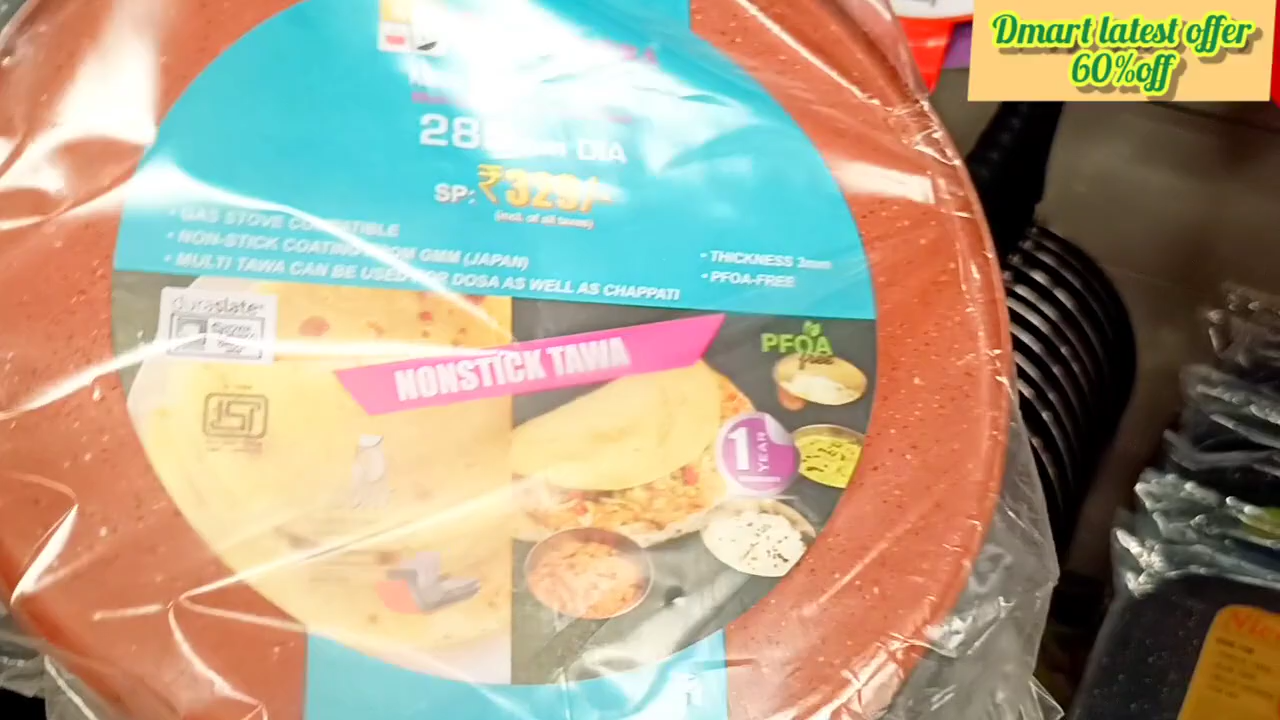 Dmart latest offer
60%off
DIA
SP: ₹329/-
(incl. of all taxes)
• GAS STOVE COMPATIBLE
• NON-STICK COATING FROM GMM (JAPAN)
• MULTI TAWA CAN BE USED FOR DOSA AS WELL AS CHAPPATI
• THICKNESS 3mm
• PFOA-FREE
duraslate
NONSTICK TAWA
PFOA
free
1 YEAR